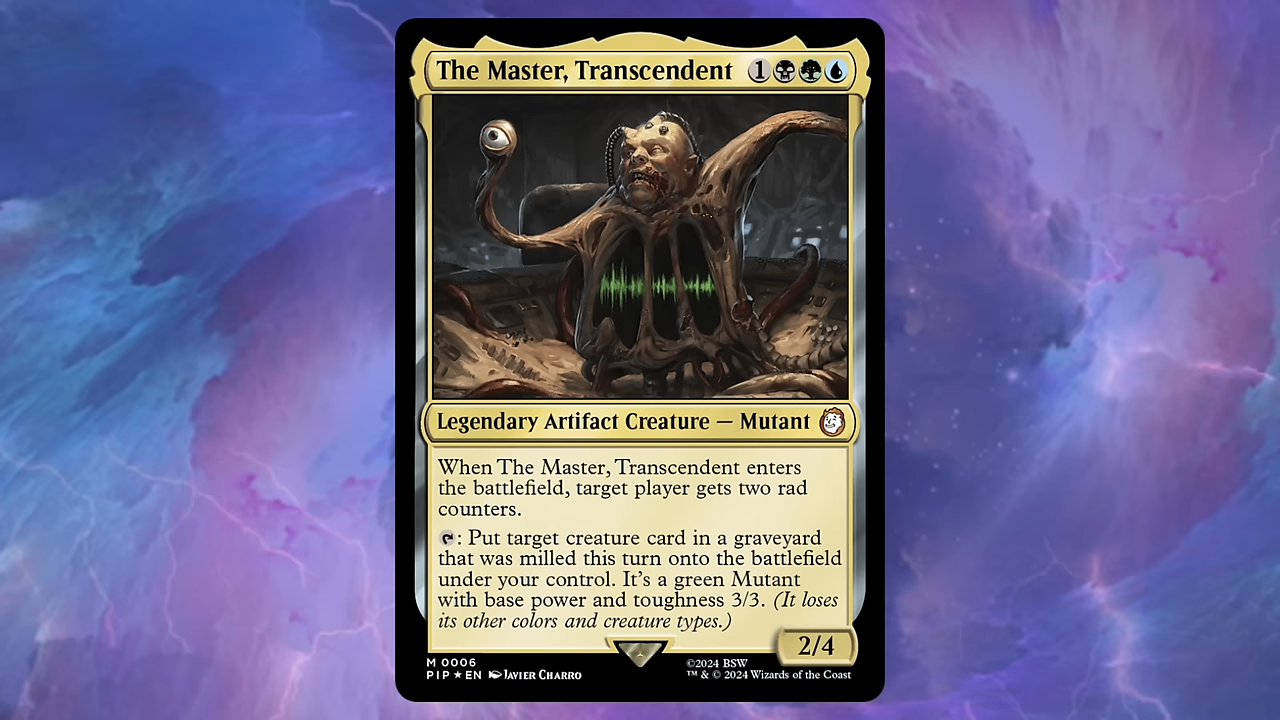 The Master, Transcendent 1
Legendary Artifact Creature — Mutant
When The Master, Transcendent enters
the battlefield, target player gets two rad
counters.
: Put target creature card in a graveyard
that was milled this turn onto the battlefield
under your control. It's a green Mutant
with base power and toughness 3/3. (It loses
its other colors and creature types.)
2/4
M 0006
PIP ★ EN Javier Charro
©2024 BSW
™ & © 2024 Wizards of the Coast